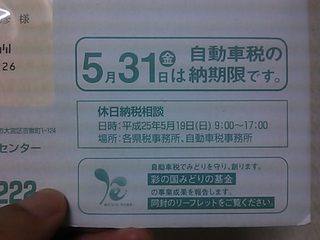 様
26
5月31日金は
自動車税の
納期限です。
休日納税相談
日時:平成25年5月19日(日) 9:00~17:00
場所:各県税事務所、自動車税事務所
センター
自動車税でみどりを守り、創ります。
彩の国みどりの基金
の事業成果を報告します。
同封のリーフレットをご覧ください。
222